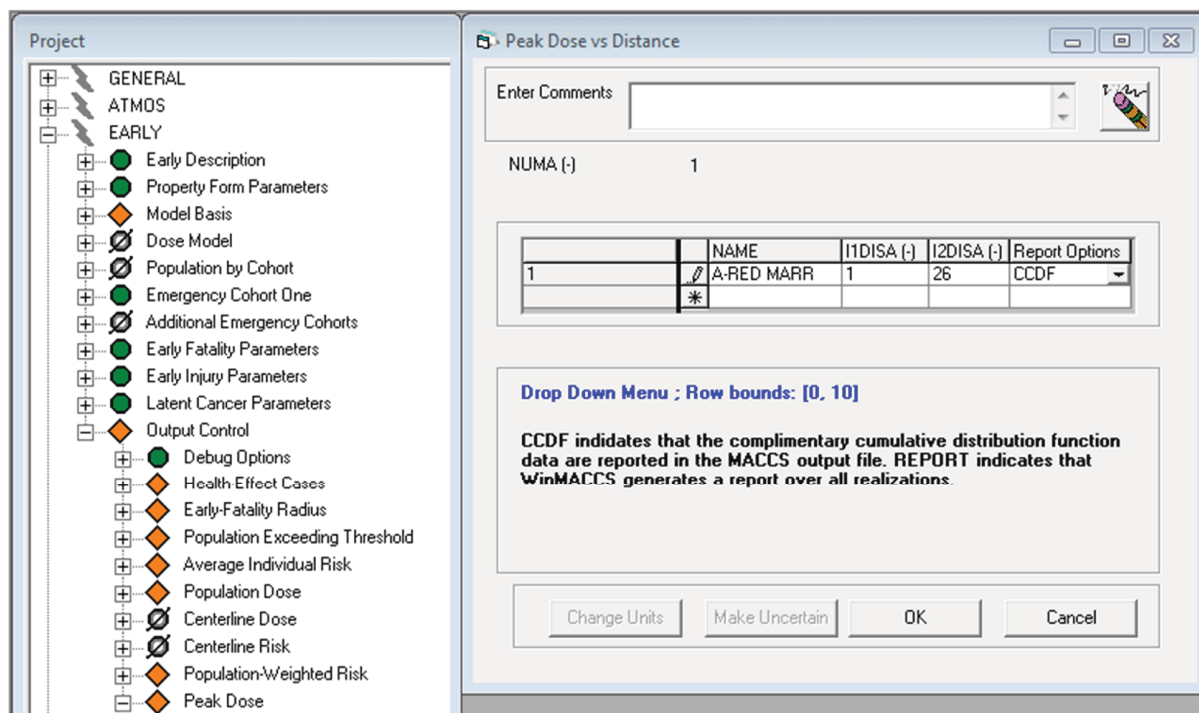 Project
GENERAL
ATMOS
EARLY
Early Description
Property Form Parameters
Model Basis
Dose Model
Population by Cohort
Emergency Cohort One
Additional Emergency Cohorts
Early Fatality Parameters
Early Injury Parameters
Latent Cancer Parameters
Output Control
Debug Options
Health-Effect Cases
Early-Fatality Radius
Population Exceeding Threshold
Average Individual Risk
Population Dose
Centerline Dose
Centerline Risk
Population-Weighted Risk
Peak Dose
Peak Dose vs Distance
Enter Comments
NUMA (-) 1
NAME I1DISA (-) I2DISA (-) Report Options
1 A-RED MARR 1 26 CCDF
Drop Down Menu ; Row bounds: [0, 10]
CCDF indidates that the complimentary cumulative distribution function
data are reported in the MACCS output file. REPORT indicates that
WinMACCS generates a report over all realizations.
Change Units Make Uncertain OK Cancel